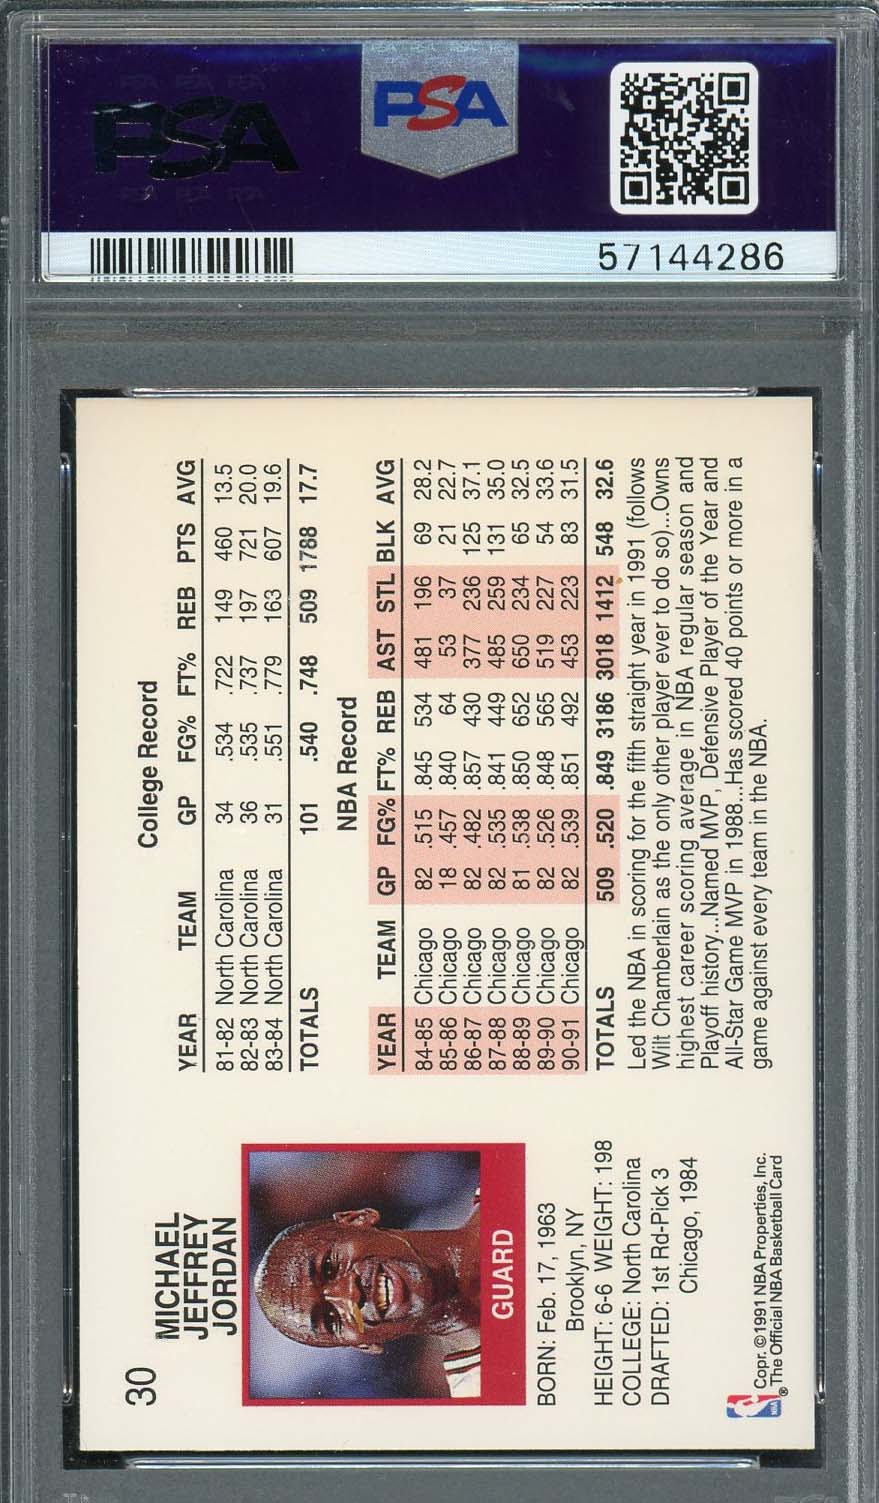 PSA
PSA
57144286
30
MICHAEL
JEFFREY
JORDAN
GUARD
BORN: Feb. 17, 1963
Brooklyn, NY
HEIGHT: 6-6 WEIGHT: 198
COLLEGE: North Carolina
DRAFTED: 1st Rd-Pick 3
Chicago, 1984
NBA
®
Copr. ©1991 NBA Properties, Inc.
The Official NBA Basketball Card
College Record
YEAR TEAM GP FG% FT% REB PTS AVG
81-82 North Carolina 34 .534 .722 149 460 13.5
82-83 North Carolina 36 .535 .737 197 721 20.0
83-84 North Carolina 31 .551 .779 163 607 19.6
TOTALS 101 .540 .748 509 1788 17.7
NBA Record
YEAR TEAM GP FG% FT% REB AST STL BLK AVG
84-85 Chicago 82 .515 .845 534 481 196 69 28.2
85-86 Chicago 18 .457 .840 64 53 37 21 22.7
86-87 Chicago 82 .482 .857 430 377 236 125 37.1
87-88 Chicago 82 .535 .841 449 485 259 131 35.0
88-89 Chicago 81 .538 .850 652 650 234 65 32.5
89-90 Chicago 82 .526 .848 565 519 227 54 33.6
90-91 Chicago 82 .539 .851 492 453 223 83 31.5
TOTALS 509 .520 .849 3186 3018 1412 548 32.6
Led the NBA in scoring for the fifth straight year in 1991 (follows
Wilt Chamberlain as the only other player ever to do so)...Owns
highest career scoring average in NBA regular season and
Playoff history...Named MVP, Defensive Player of the Year and
All-Star Game MVP in 1988...Has scored 40 points or more in a
game against every team in the NBA.